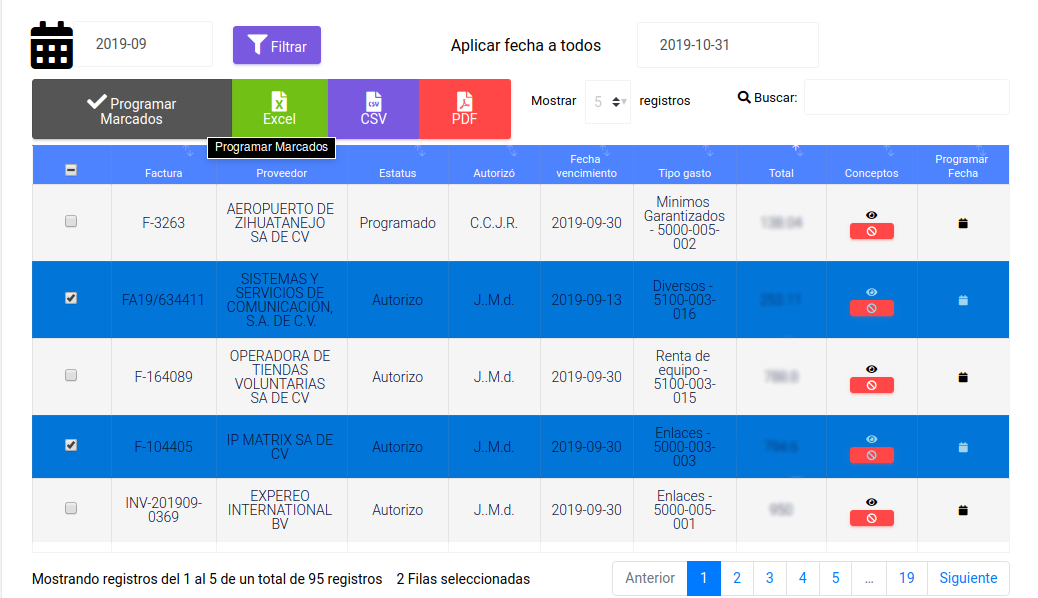 2019-09
Filtrar
Aplicar fecha a todos
2019-10-31
Programar
Marcados
Excel
CSV
CSV
PDF
Mostrar 5 registros
Buscar:
Programar Marcados
Factura
Proveedor
Estatus
Autorizó
Fecha
vencimiento
Tipo gasto
Total
Conceptos
Programar
Fecha
F-3263
AEROPUERTO DE
ZIHUATANEJO
SA DE CV
Programado
C.C.J.R.
2019-09-30
Minimos
Garantizados
- 5000-005-
002
FA19/634411
SISTEMAS Y
SERVICIOS DE
COMUNICACIÓN,
S.A. DE C.V.
Autorizo
J..M.d.
2019-09-13
Diversos -
5100-003-
016
F-164089
OPERADORA DE
TIENDAS
VOLUNTARIAS
SA DE CV
Autorizo
J..M.d.
2019-09-30
Renta de
equipo -
5100-003-
015
F-104405
IP MATRIX SA DE
CV
Autorizo
J..M.d.
2019-09-30
Enlaces -
5000-003-
003
INV-201909-
0369
EXPEREO
INTERNATIONAL
BV
Autorizo
J..M.d.
2019-09-30
Enlaces -
5000-005-
001
Mostrando registros del 1 al 5 de un total de 95 registros 2 Filas seleccionadas
Anterior 1 2 3 4 5 ... 19 Siguiente